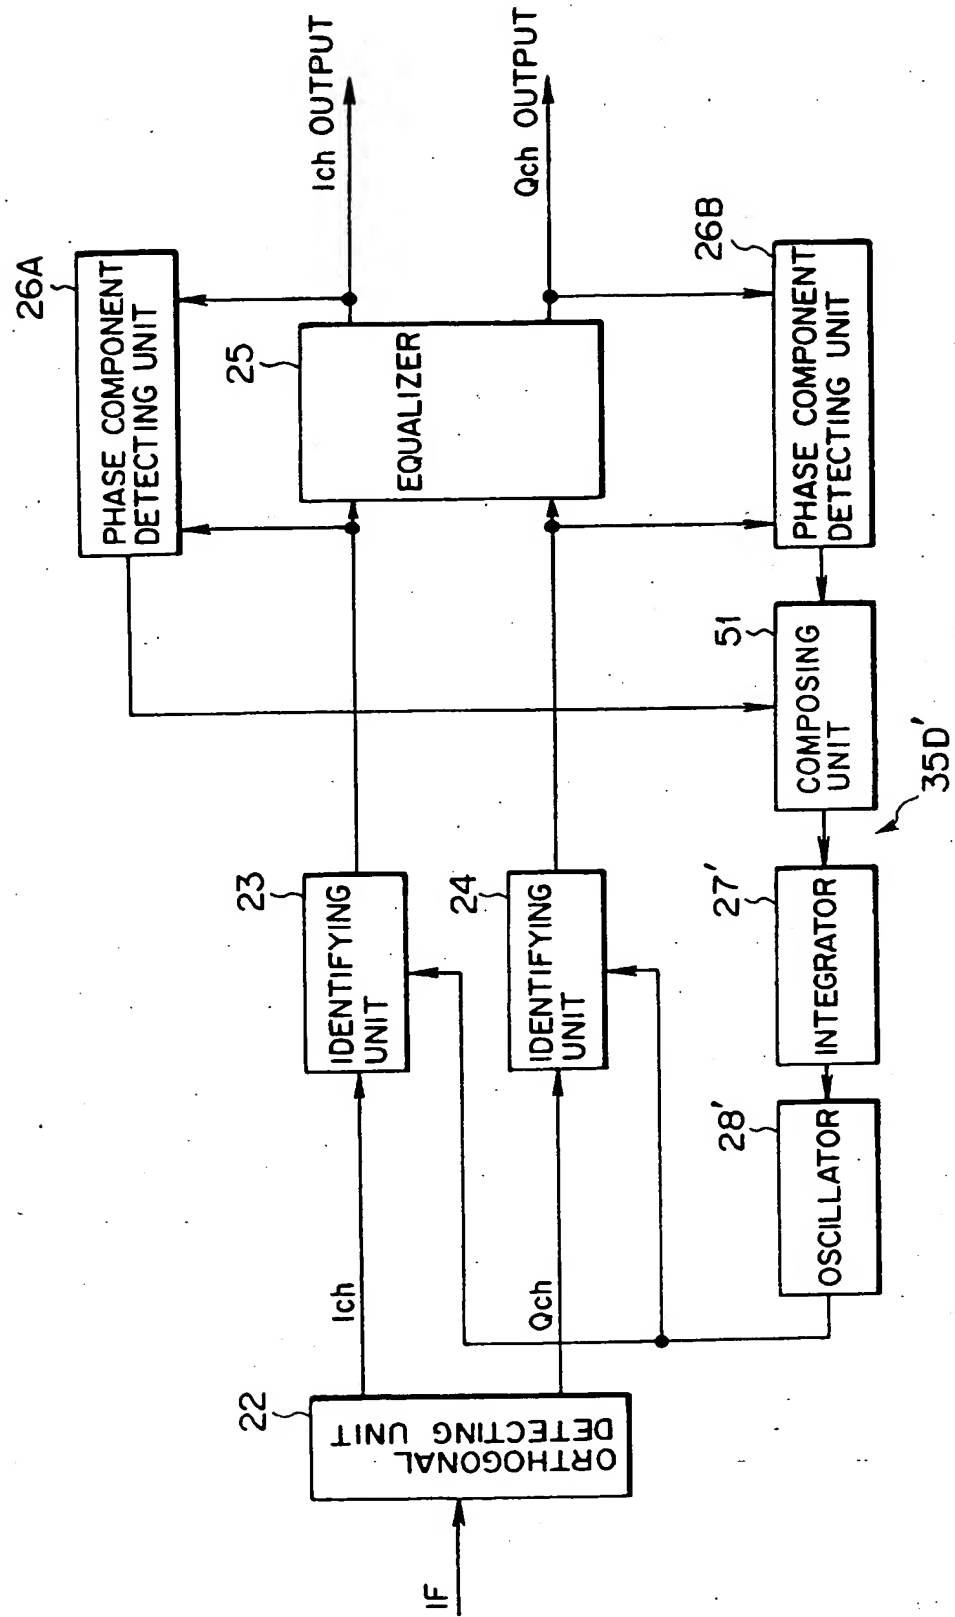 IF
22
ORTHOGONAL
DETECTING UNIT
Ich
Qch
23
IDENTIFYING
UNIT
24
IDENTIFYING
UNIT
25
EQUALIZER
26A
PHASE COMPONENT
DETECTING UNIT
Ich OUTPUT
Qch OUTPUT
26B
PHASE COMPONENT
DETECTING UNIT
51
COMPOSING
UNIT
27'
INTEGRATOR
28'
OSCILLATOR
35D'